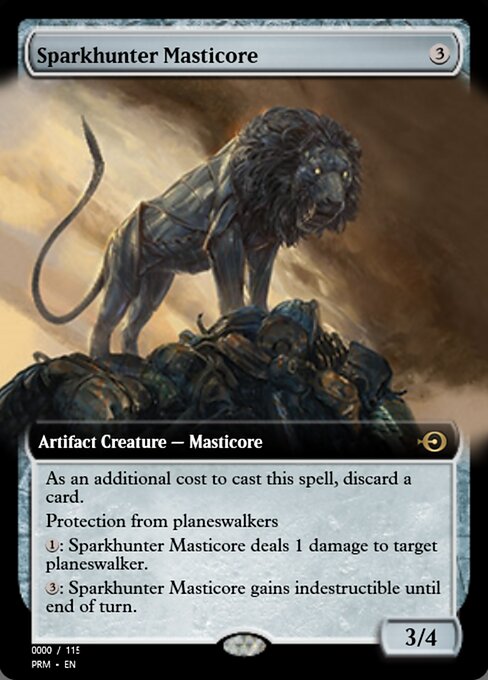 Sparkhunter Masticore 3
Artifact Creature — Masticore
As an additional cost to cast this spell, discard a
card.
Protection from planeswalkers
1: Sparkhunter Masticore deals 1 damage to target
planeswalker.
3: Sparkhunter Masticore gains indestructible until
end of turn.
3/4
0000 / 115
PRM • EN